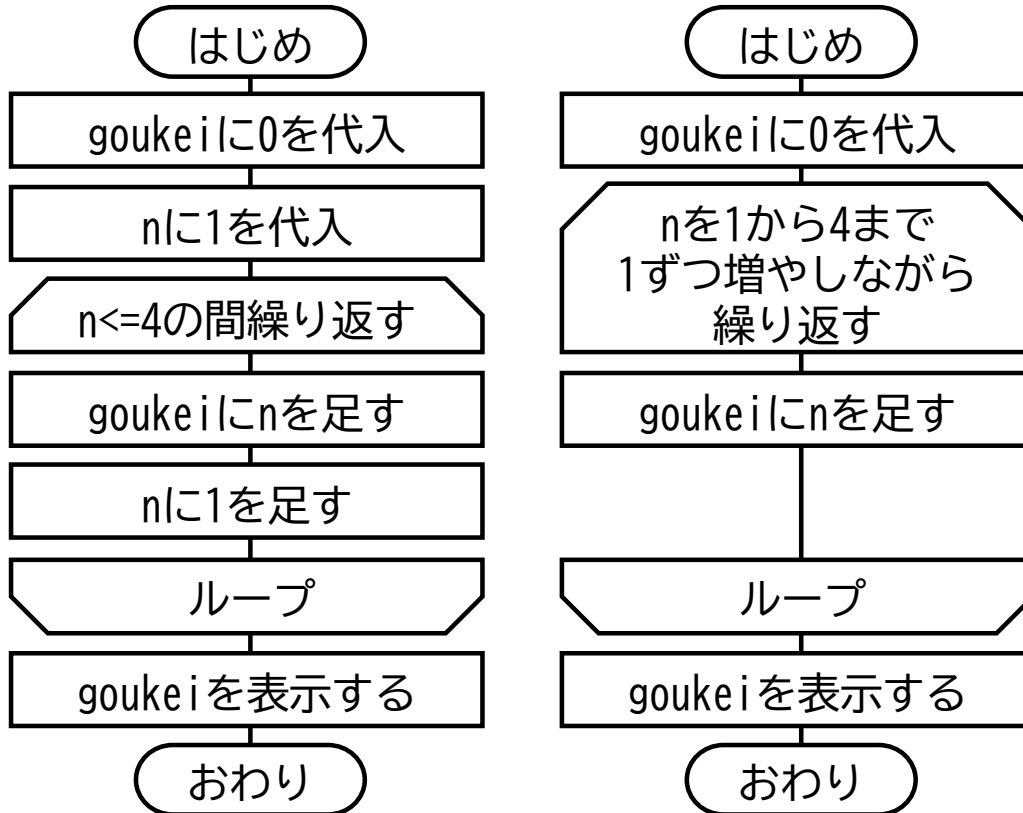 はじめ
goukeiに0を代入
nに1を代入
n<=4の間繰り返す
goukeiにnを足す
nに1を足す
ループ
goukeiを表示する
おわり
はじめ
goukeiに0を代入
nを1から4まで
1ずつ増やしながら
繰り返す
goukeiにnを足す
ループ
goukeiを表示する
おわり